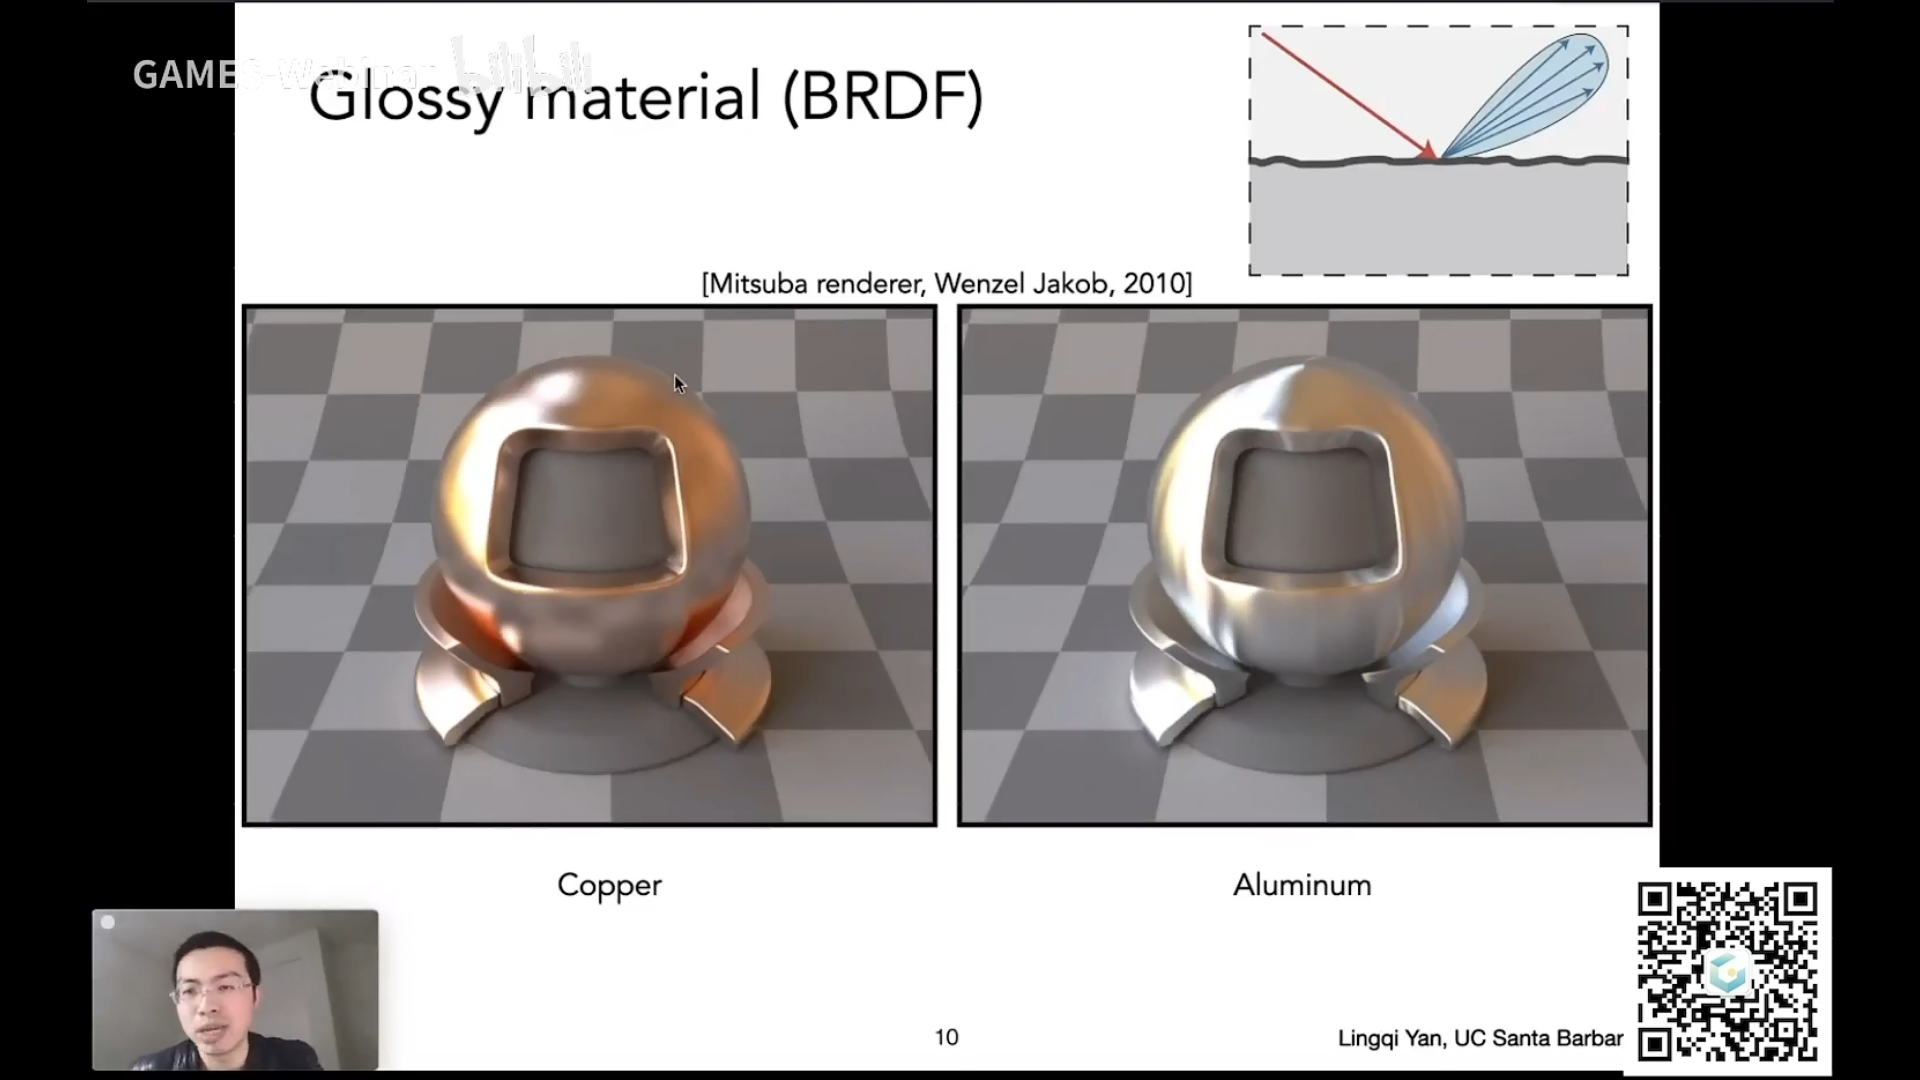 GAMES-Webinar bilibili
Glossy material (BRDF)
[Mitsuba renderer, Wenzel Jakob, 2010]
Copper
Aluminum
10
Lingqi Yan, UC Santa Barbar